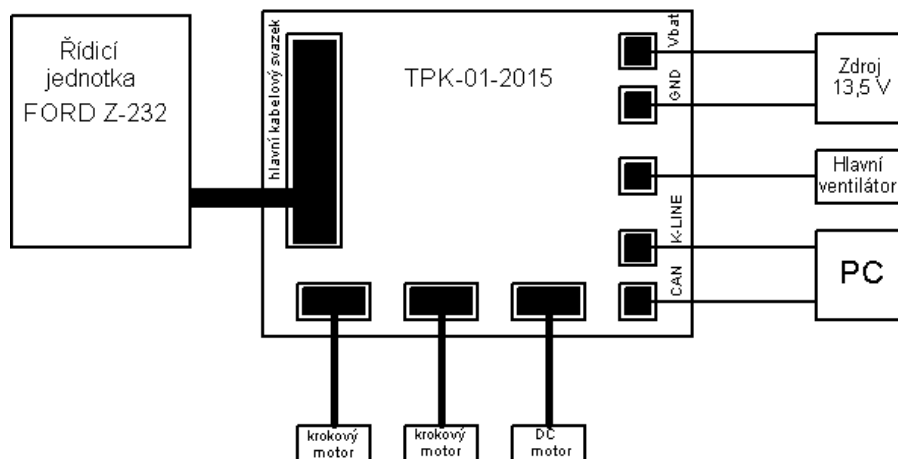 Řídicí
jednotka
FORD Z-232
hlavní kabelový svazek
TPK-01-2015
Vbat
GND
K-LINE
CAN
Zdroj
13,5 V
Hlavní
ventilátor
PC
krokový
motor
krokový
motor
DC
motor